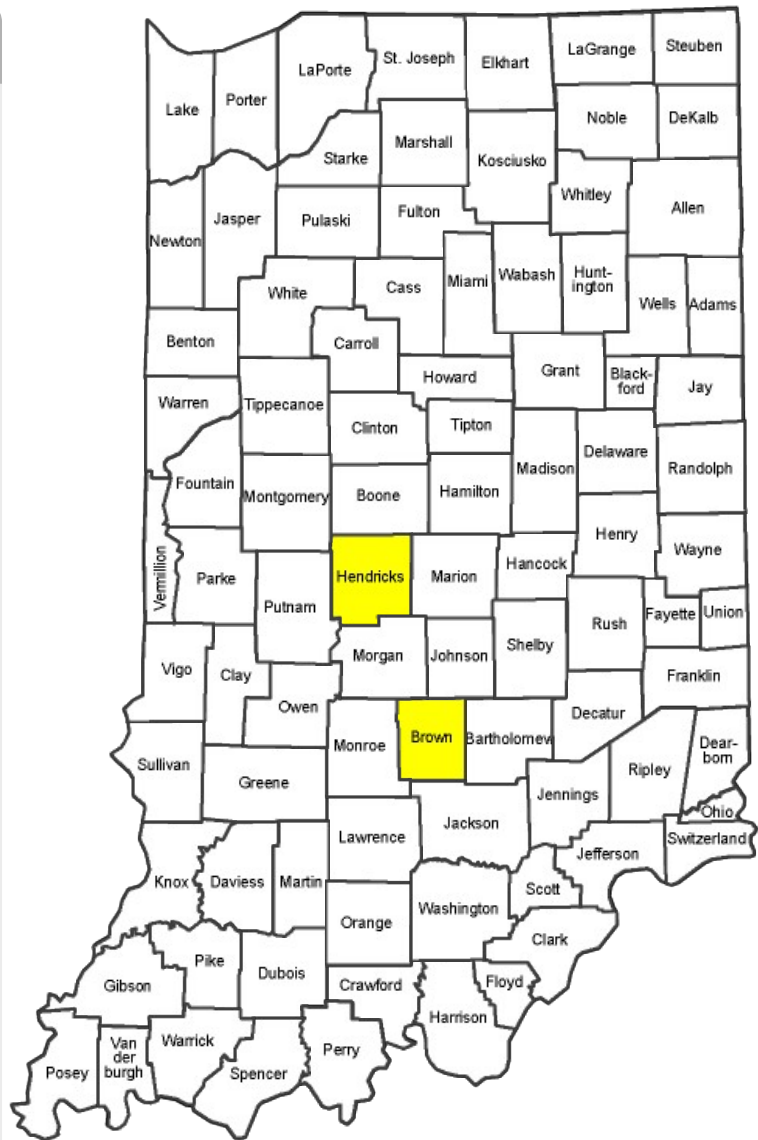 LaGrange
Steuben
St. Joseph
Elkhart
LaPorte
Porter
Lake
Noble
DeKalb
Marshall
Starke
Kosciusko
Whitley
Allen
Fulton
Jasper
Pulaski
Newton
Miami
Wabash
Hunt-
ington
White
Cass
Wells
Adams
Benton
Carroll
Grant
Howard
Black-
ford
Jay
Warren
Tippecanoe
Clinton
Tipton
Delaware
Madison
Randolph
Fountain
Montgomery
Boone
Hamilton
Henry
Wayne
Vermillion
Parke
Putnam
Hendricks
Marion
Hancock
Rush
Fayette
Union
Shelby
Morgan
Johnson
Vigo
Clay
Franklin
Owen
Decatur
Monroe
Brown
Bartholomew
Dear-
born
Sullivan
Greene
Ripley
Jennings
Ohio
Jackson
Lawrence
Switzerland
Jefferson
Knox
Daviess
Martin
Scott
Washington
Orange
Clark
Pike
Dubois
Gibson
Crawford
Floyd
Harrison
Warrick
Van
der
burgh
Perry
Posey
Spencer